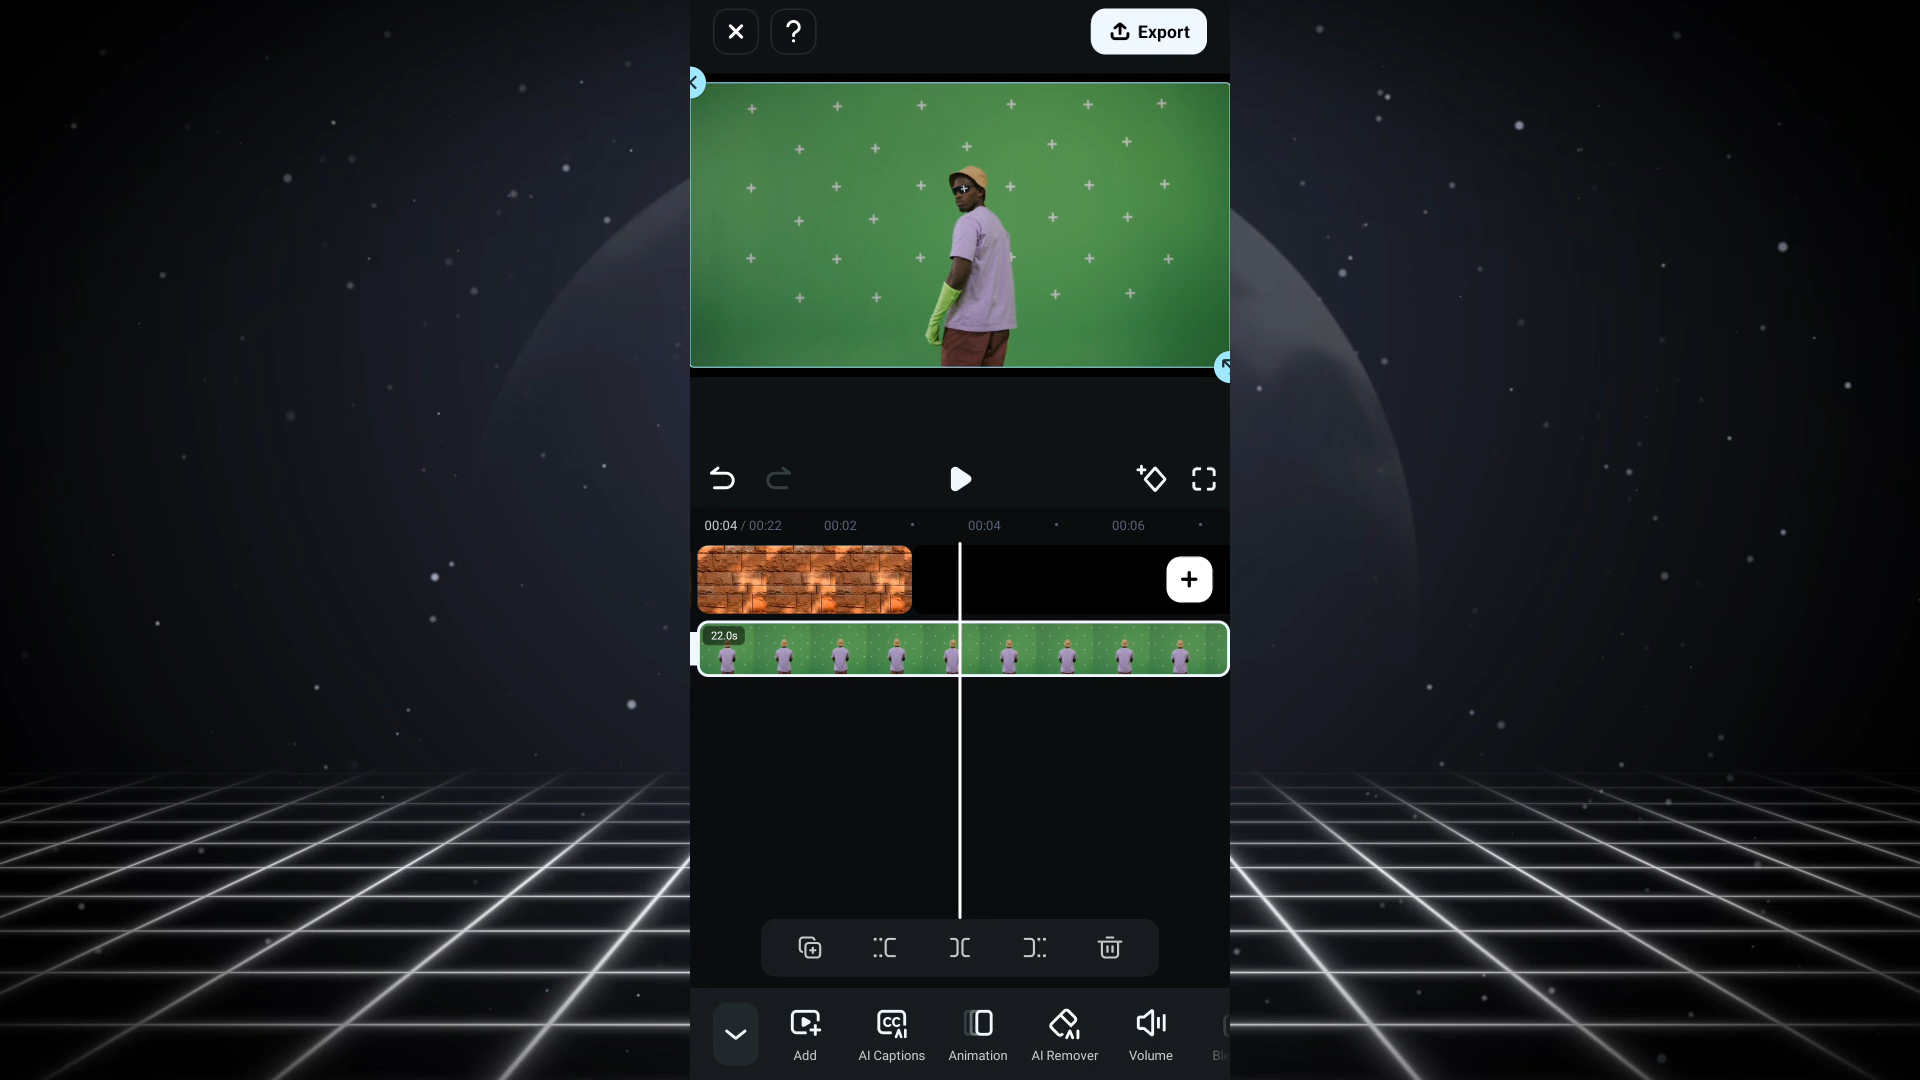 Export
00:04 / 00:22 00:02 00:04 00:06
22.0s
Add AI Captions Animation AI Remover Volume